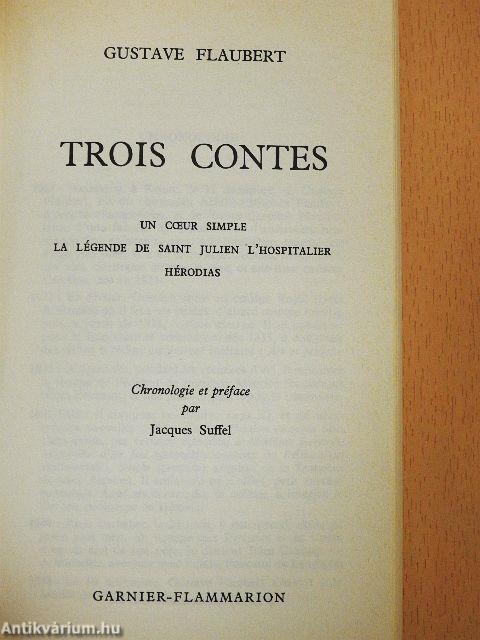 GUSTAVE FLAUBERT
TROIS CONTES
UN CŒUR SIMPLE
LA LÉGENDE DE SAINT JULIEN L'HOSPITALIER
HÉRODIAS
Chronologie et préface
par
Jacques Suffel
GARNIER-FLAMMARION
Antikvárium.hu